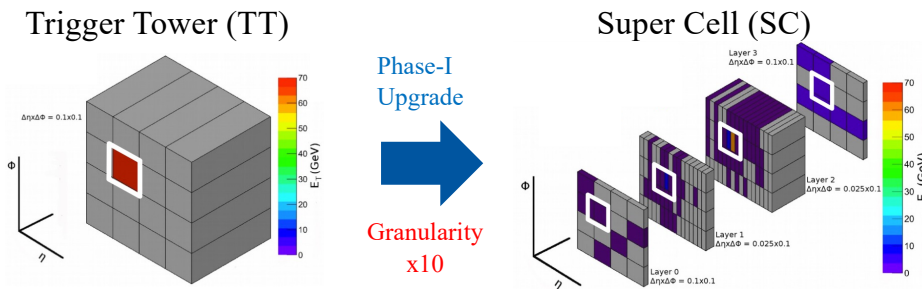 Trigger Tower (TT)
ΔηxΔΦ = 0.1x0.1
Φ
η
70
60
50
40
30
20
10
0
E_T (GeV)
Phase-I
Upgrade
Granularity
x10
Super Cell (SC)
Layer 3
ΔηxΔΦ = 0.1x0.1
Layer 2
ΔηxΔΦ = 0.025x0.1
Layer 1
ΔηxΔΦ = 0.025x0.1
Layer 0
ΔηxΔΦ = 0.1x0.1
Φ
η
70
60
50
40
30
20
10
0
(GeV)